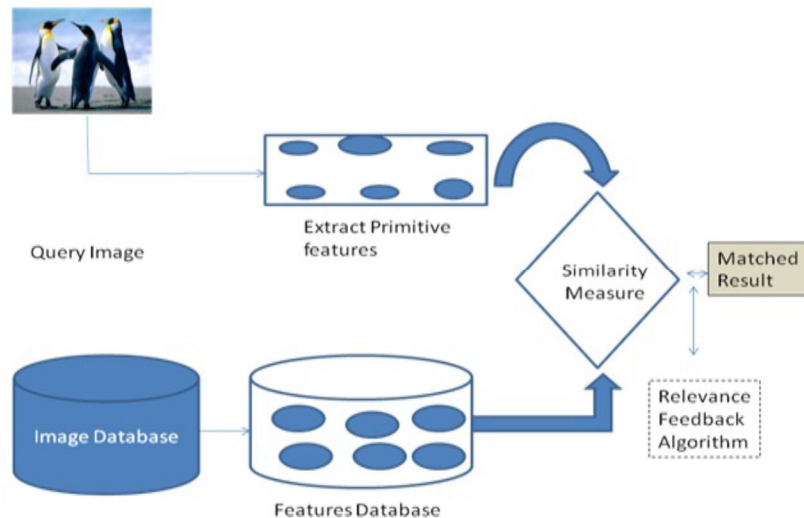 Extract Primitive
features
Query Image
Similarity
Measure
Matched
Result
Image Database
Features Database
Relevance
Feedback
Algorithm